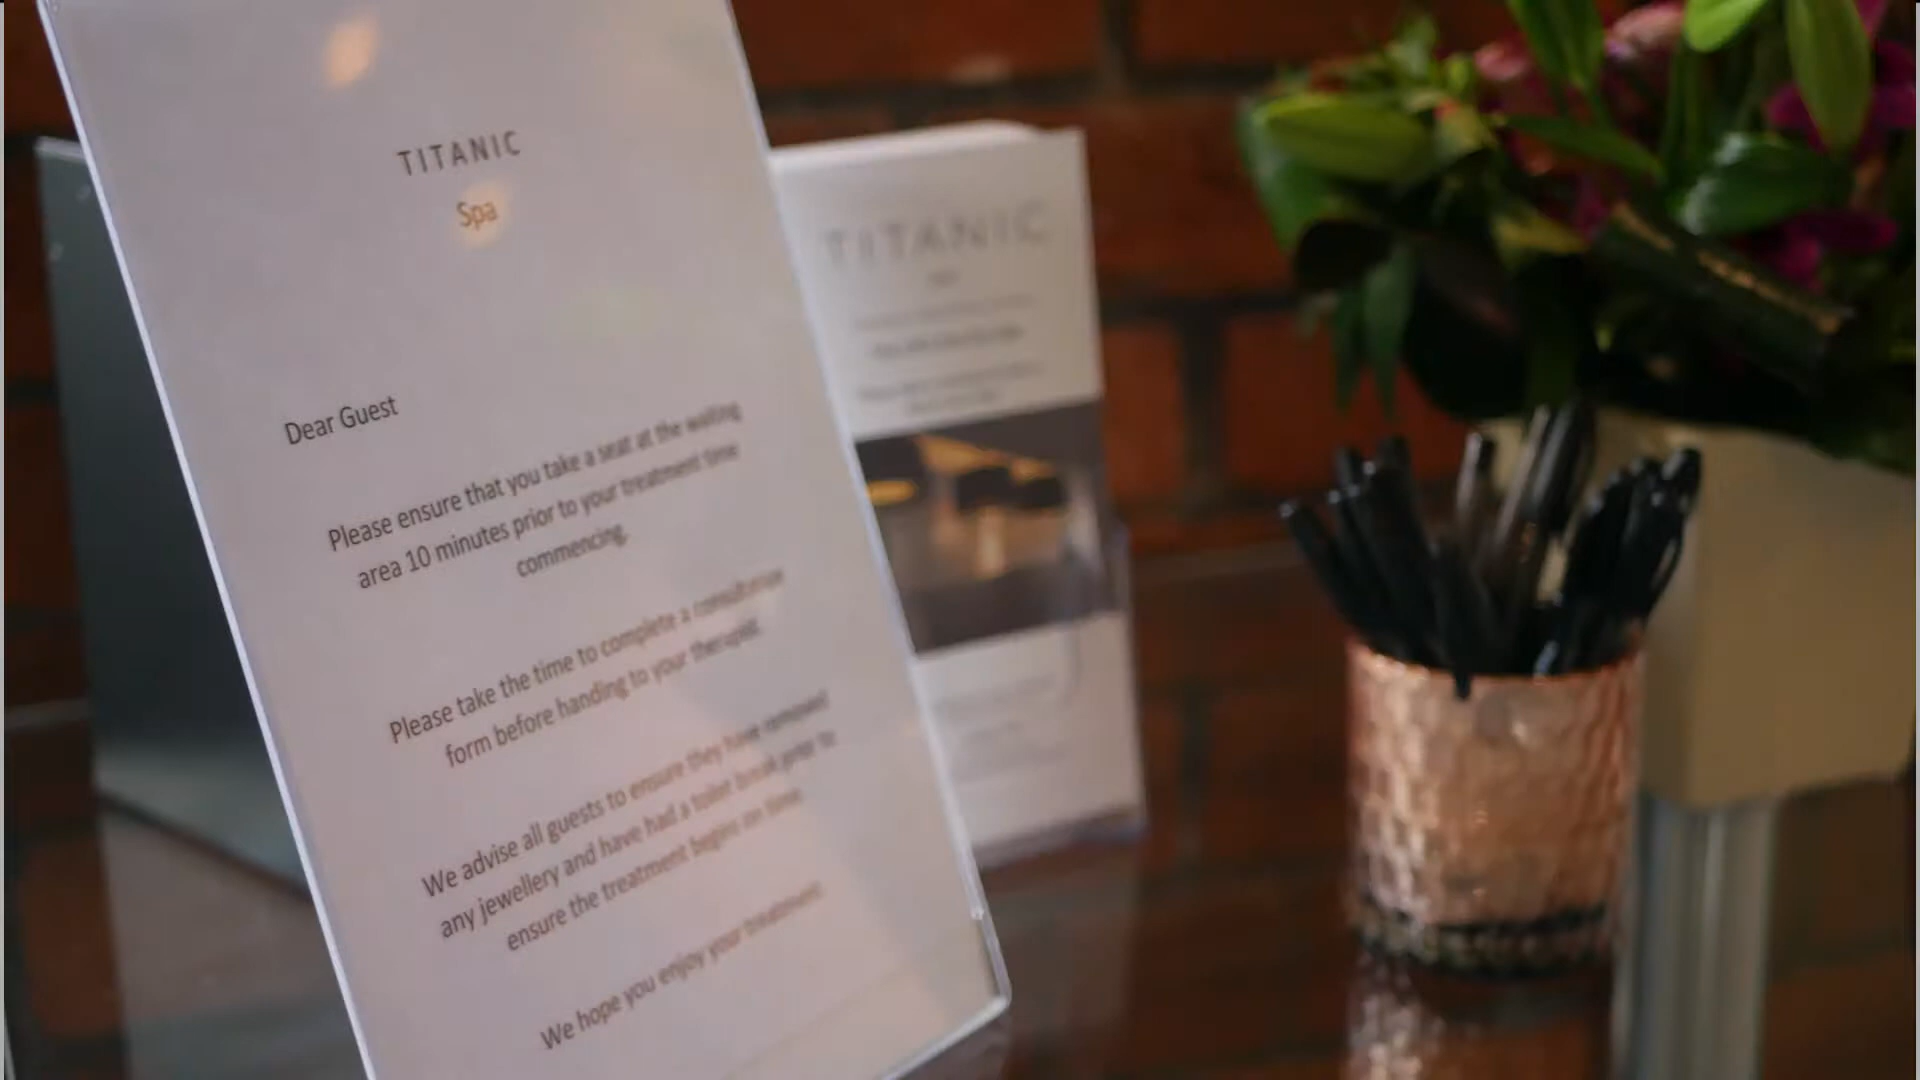 TITANIC
Spa
Dear Guest
Please ensure that you take a seat at the waiting
area 10 minutes prior to your treatment time
commencing.
Please take the time to complete a consultation
form before handing to your therapist.
We advise all guests to ensure they have removed
any jewellery and have had a toilet break prior to
ensure the treatment begins on time
We hope you enjoy your treatment
TITANIC